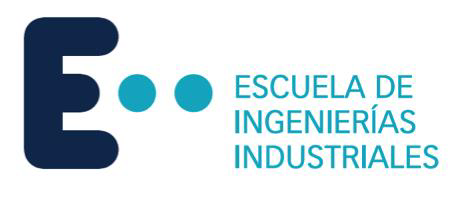 E
ESCUELA DE
INGENIERÍAS
INDUSTRIALES